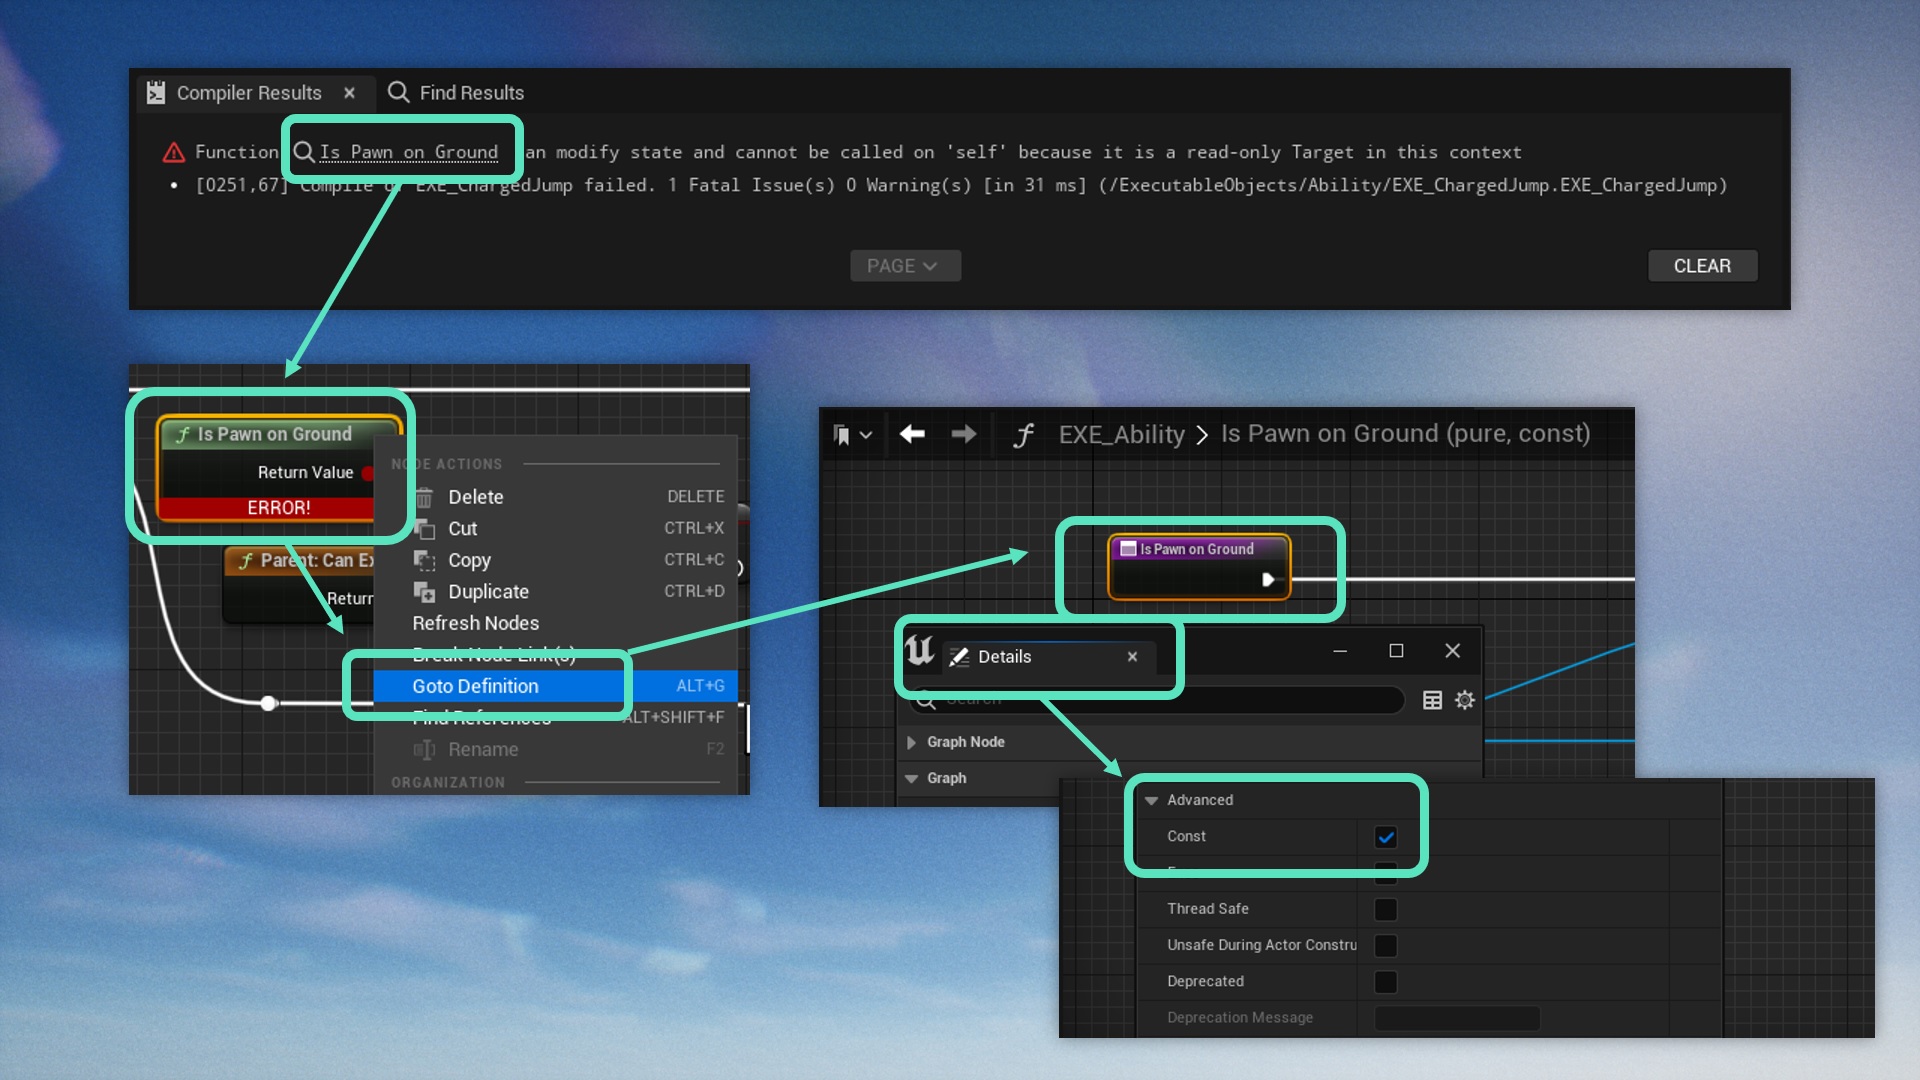 Compiler Results
Find Results
Function Is Pawn on Ground an modify state and cannot be called on 'self' because it is a read-only Target in this context
[0251,67] Compile of EXE_ChargedJump failed. 1 Fatal Issue(s) 0 Warning(s) [in 31 ms] (/ExecutableObjects/Ability/EXE_ChargedJump.EXE_ChargedJump)
PAGE
CLEAR
f Is Pawn on Ground
Return Value
ERROR!
f Parent: Can Ex
Return
NODE ACTIONS
Delete DELETE
Cut CTRL+X
Copy CTRL+C
Duplicate CTRL+D
Refresh Nodes
Break Node Link(s)
Goto Definition ALT+G
Find References ALT+SHIFT+F
Rename F2
ORGANIZATION
f EXE_Ability > Is Pawn on Ground (pure, const)
Is Pawn on Ground
Details
Search
Graph Node
Graph
Advanced
Const
Thread Safe
Unsafe During Actor Constru
Deprecated
Deprecation Message